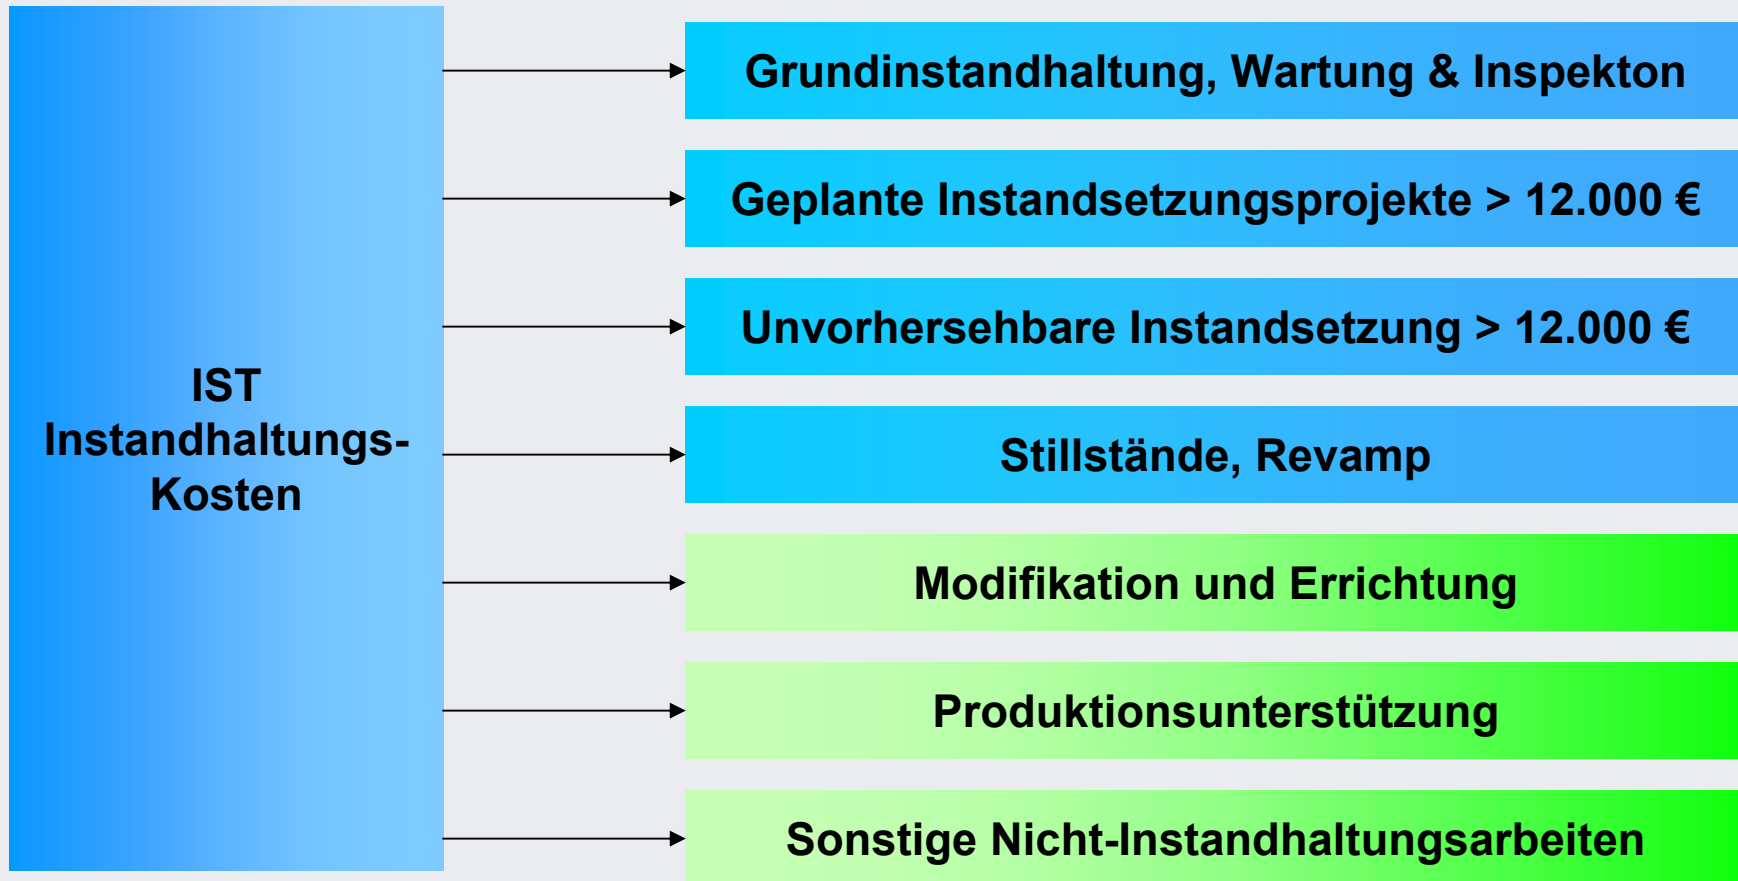 IST
Instandhaltungs-
Kosten
Grundinstandhaltung, Wartung & Inspekton
Geplante Instandsetzungsprojekte > 12.000 €
Unvorhersehbare Instandsetzung > 12.000 €
Stillstände, Revamp
Modifikation und Errichtung
Produktionsunterstützung
Sonstige Nicht-Instandhaltungsarbeiten